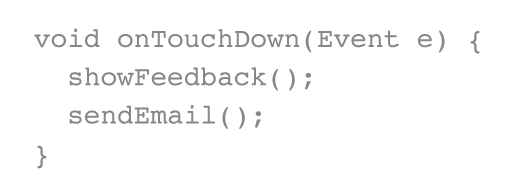 void onTouchDown(Event e) {
  showFeedback();
  sendEmail();
}